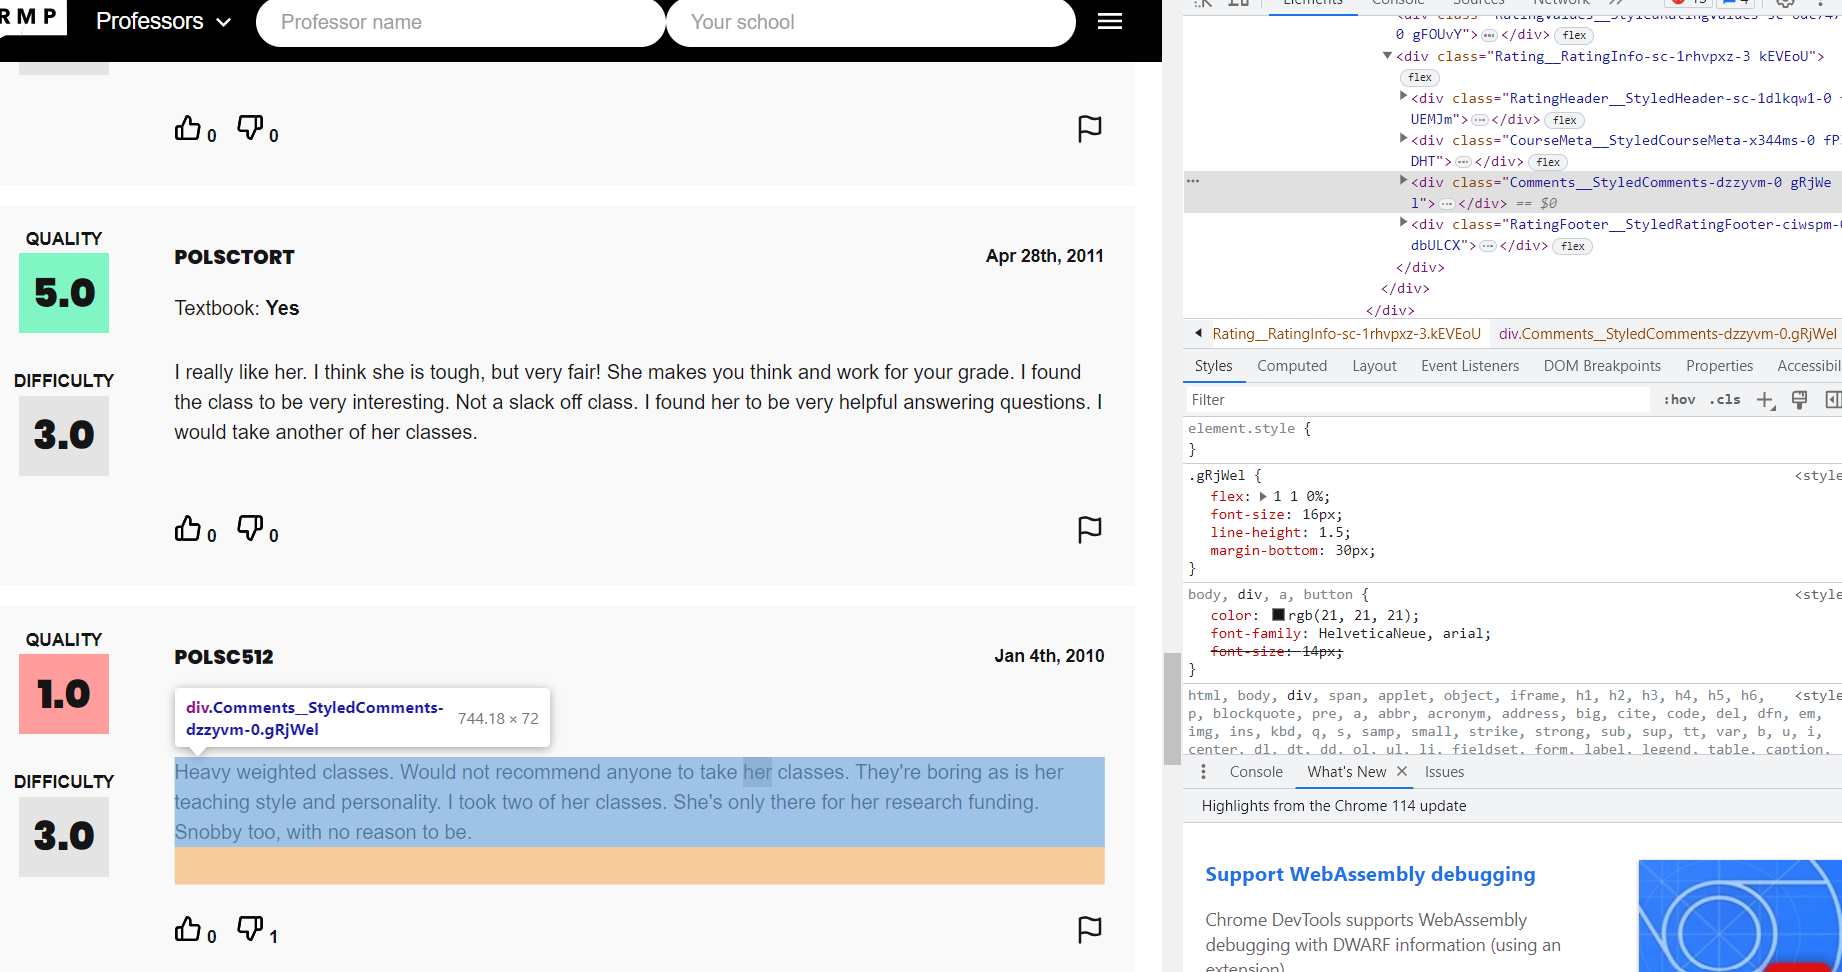 RMP
Professors
Professor name
Your school
0 0
QUALITY
5.0
DIFFICULTY
3.0
POLSCTORT
Apr 28th, 2011
Textbook: Yes
I really like her. I think she is tough, but very fair! She makes you think and work for your grade. I found
the class to be very interesting. Not a slack off class. I found her to be very helpful answering questions. I
would take another of her classes.
0 0
QUALITY
1.0
DIFFICULTY
3.0
POLSC512
Jan 4th, 2010
div.Comments__StyledComments-
dzzyvm-0.gRjWel
744.18 × 72
Heavy weighted classes. Would not recommend anyone to take her classes. They're boring as is her
teaching style and personality. I took two of her classes. She's only there for her research funding.
Snobby too, with no reason to be.
0 1
Elements Console Sources Network
0 gFOUvY">…</div> flex
<div class="Rating__RatingInfo-sc-1rhvpxz-3 kEVEoU">
flex
<div class="RatingHeader__StyledHeader-sc-1dlkqw1-0
UEMJm">…</div> flex
<div class="CourseMeta__StyledCourseMeta-x344ms-0
DHT">…</div> flex
… <div class="Comments__StyledComments-dzzyvm-0 gRjWe
l">…</div> == $0
<div class="RatingFooter__StyledRatingFooter-ciwspm-0
dbULCX">…</div> flex
</div>
</div>
</div>
Rating__RatingInfo-sc-1rhvpxz-3.kEVEoU div.Comments__StyledComments-dzzyvm-0.gRjWel
Styles Computed Layout Event Listeners DOM Breakpoints Properties Accessibil
Filter :hov .cls
element.style {
}
.gRjWel { <style
flex: 1 1 0%;
font-size: 16px;
line-height: 1.5;
margin-bottom: 30px;
}
body, div, a, button { <style
color: rgb(21, 21, 21);
font-family: HelveticaNeue, arial;
font-size: 14px;
}
html, body, div, span, applet, object, iframe, h1, h2, h3, h4, h5, h6, <style
p, blockquote, pre, a, abbr, acronym, address, big, cite, code, del, dfn, em,
img, ins, kbd, q, s, samp, small, strike, strong, sub, sup, tt, var, b, u, i,
center, dl, dt, dd, ol, ul, li, fieldset, form, label, legend, table, caption,
Console What's New Issues
Highlights from the Chrome 114 update
Support WebAssembly debugging
Chrome DevTools supports WebAssembly
debugging with DWARF information (using an
extension)